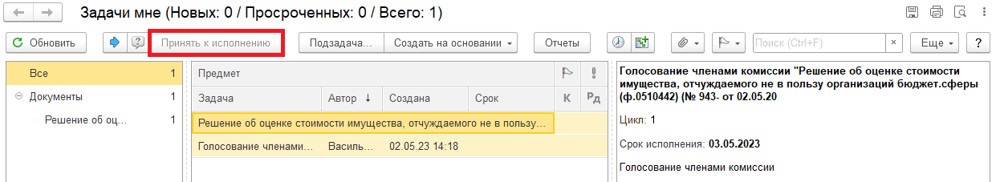 Задачи мне (Новых: 0 / Просроченных: 0 / Всего: 1)
Обновить Принять к исполнению Подзадача... Создать на основании Отчеты Поиск (Ctrl+F) × Еще ?
Все 1
Документы 1
Решение об оц... 1
Предмет
Задача Автор ↓ Создана Срок К Рд
Решение об оценке стоимости имущества, отчуждаемого не в пользу...
Голосование членами... Василь... 02.05.23 14:18
Голосование членами комиссии "Решение об оценке стоимости
имущества, отчуждаемого не в пользу организаций бюджет.сферы
(ф.0510442) (№ 943- от 02.05.20
Цикл: 1
Срок исполнения: 03.05.2023
Голосование членами комиссии